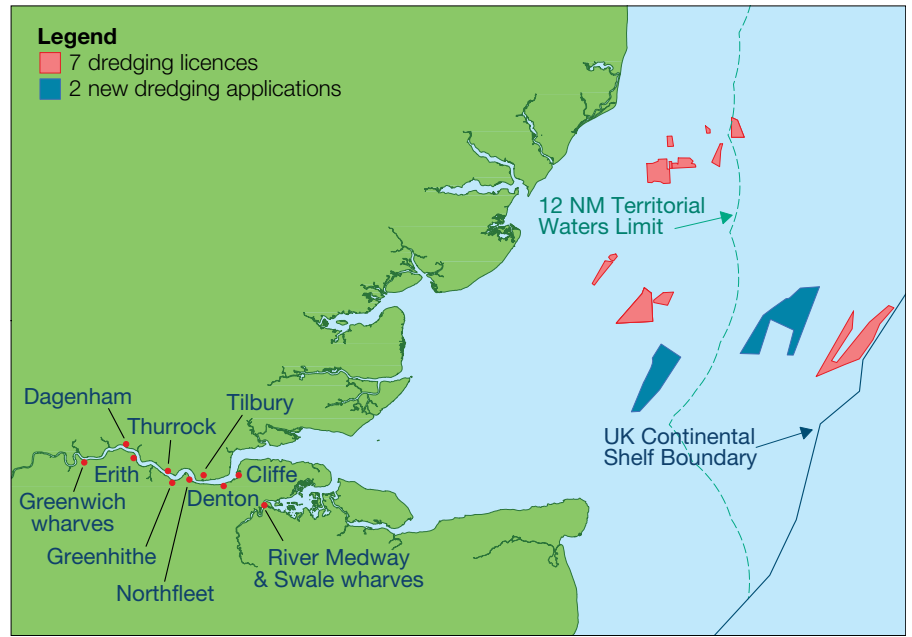 Legend
7 dredging licences
2 new dredging applications
12 NM Territorial
Waters Limit
Dagenham
Tilbury
Thurrock
UK Continental
Shelf Boundary
Erith
Cliffe
Greenwich
wharves
Denton
Greenhithe
River Medway
& Swale wharves
Northfleet